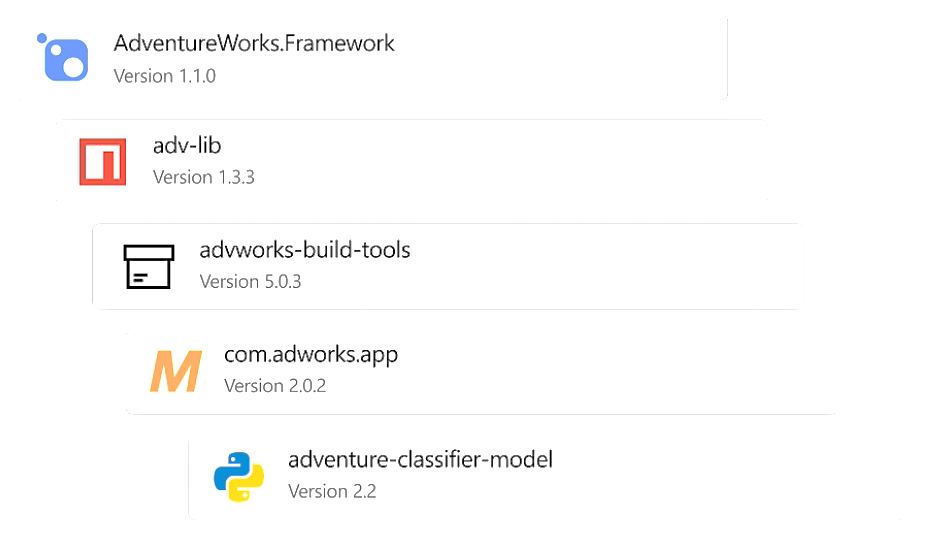 AdventureWorks.Framework
Version 1.1.0
adv-lib
Version 1.3.3
advworks-build-tools
Version 5.0.3
com.adworks.app
Version 2.0.2
adventure-classifier-model
Version 2.2